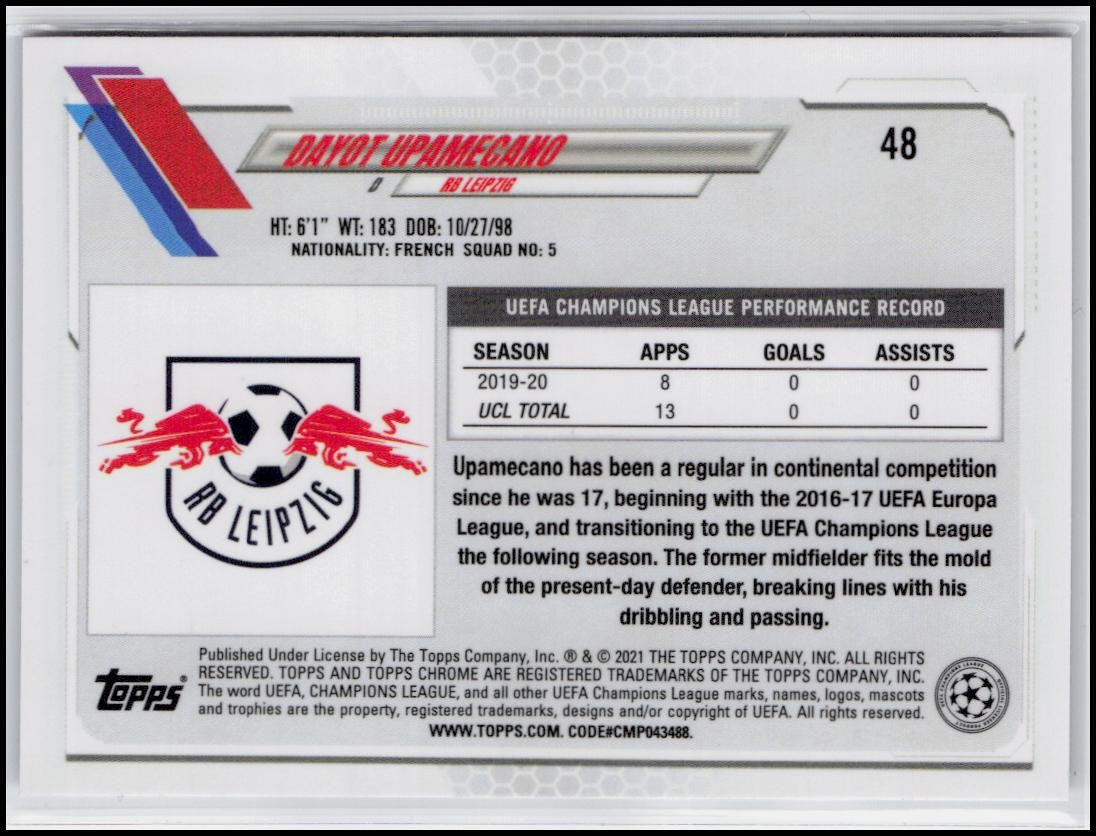 48
DAYOT UPAMECANO
D RB LEIPZIG
HT: 6'1" WT: 183 DOB: 10/27/98
NATIONALITY: FRENCH SQUAD NO: 5
UEFA CHAMPIONS LEAGUE PERFORMANCE RECORD
SEASON APPS GOALS ASSISTS
2019-20 8 0 0
UCL TOTAL 13 0 0
RB LEIPZIG
Upamecano has been a regular in continental competition
since he was 17, beginning with the 2016-17 UEFA Europa
League, and transitioning to the UEFA Champions League
the following season. The former midfielder fits the mold
of the present-day defender, breaking lines with his
dribbling and passing.
topps®
Published Under License by The Topps Company, Inc. ® & © 2021 THE TOPPS COMPANY, INC. ALL RIGHTS
RESERVED. TOPPS AND TOPPS CHROME ARE REGISTERED TRADEMARKS OF THE TOPPS COMPANY, INC.
The word UEFA, CHAMPIONS LEAGUE, and all other UEFA Champions League marks, names, logos, mascots
and trophies are the property, registered trademarks, designs and/or copyright of UEFA. All rights reserved.
WWW.TOPPS.COM. CODE#CMP043488.